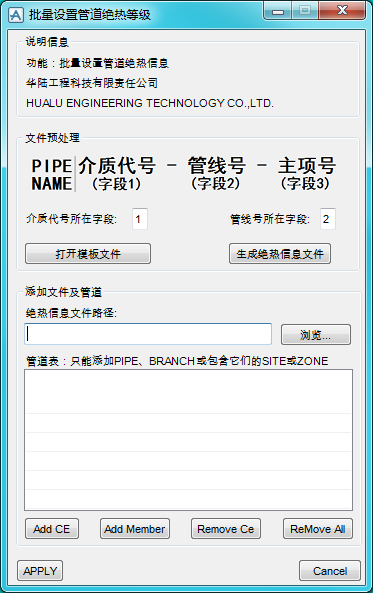 批量设置管道绝热等级
说明信息
功能：批量设置管道绝热信息
华陆工程科技有限责任公司
HUALU ENGINEERING TECHNOLOGY CO.,LTD.
文件预处理
PIPE NAME 介质代号 - 管线号 - 主项号
(字段1) (字段2) (字段3)
介质代号所在字段: 1 管线号所在字段: 2
打开模板文件 生成绝热信息文件
添加文件及管道
绝热信息文件路径:
浏览...
管道表：只能添加PIPE、BRANCH或包含它们的SITE或ZONE
Add CE Add Member Remove Ce ReMove All
APPLY Cancel